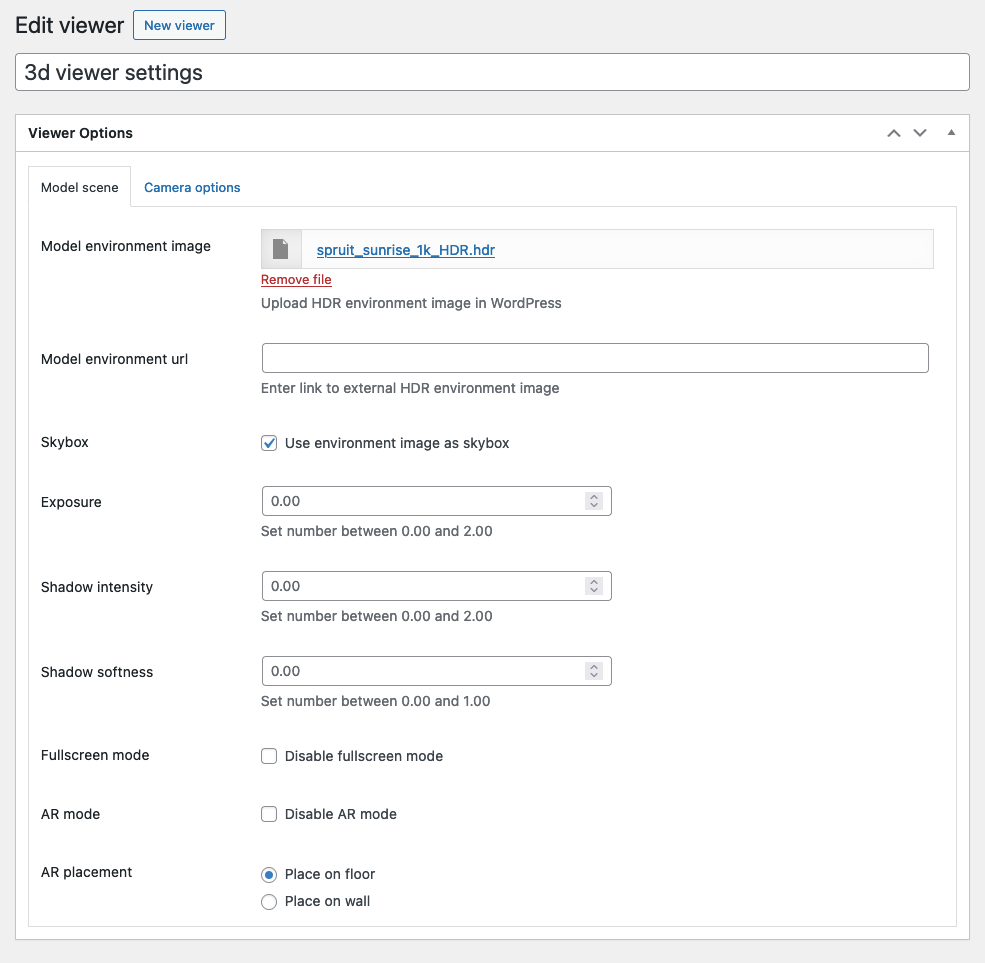 Edit viewer New viewer
3d viewer settings
Viewer Options
Model scene Camera options
Model environment image spruit_sunrise_1k_HDR.hdr
Remove file
Upload HDR environment image in WordPress
Model environment url
Enter link to external HDR environment image
Skybox Use environment image as skybox
Exposure 0.00
Set number between 0.00 and 2.00
Shadow intensity 0.00
Set number between 0.00 and 2.00
Shadow softness 0.00
Set number between 0.00 and 1.00
Fullscreen mode Disable fullscreen mode
AR mode Disable AR mode
AR placement Place on floor
Place on wall